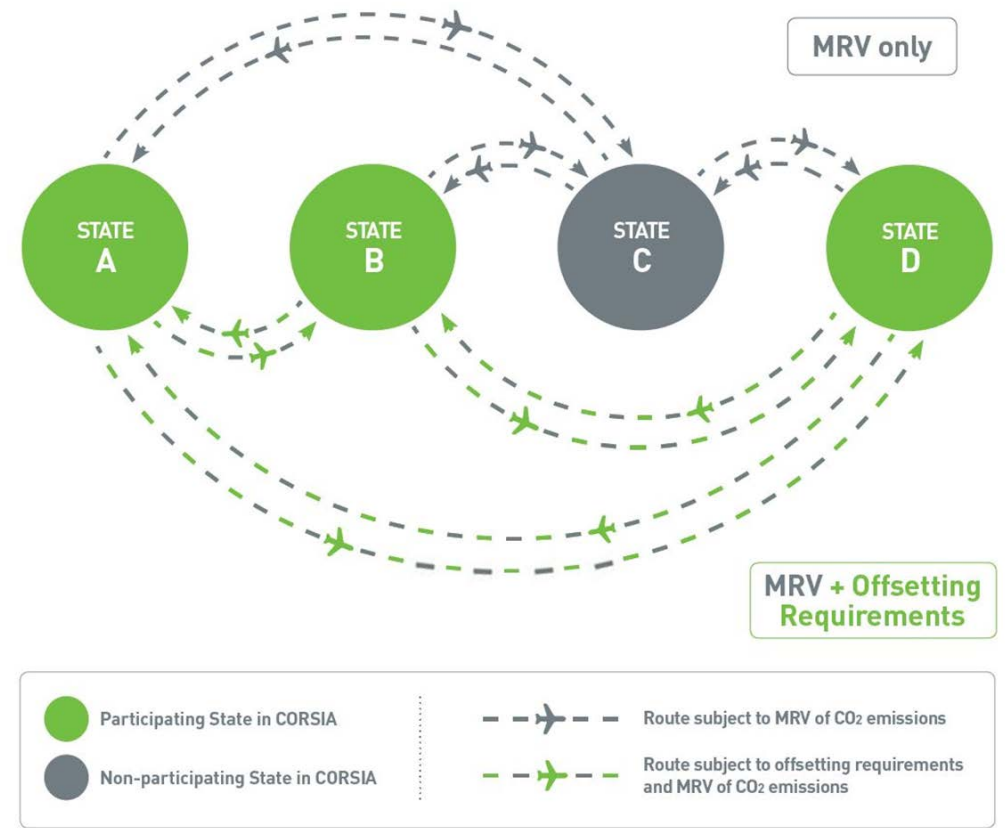 MRV only
STATE
A
STATE
B
STATE
C
STATE
D
MRV + Offsetting
Requirements
Participating State in CORSIA
Non-participating State in CORSIA
Route subject to MRV of CO₂ emissions
Route subject to offsetting requirements
and MRV of CO₂ emissions